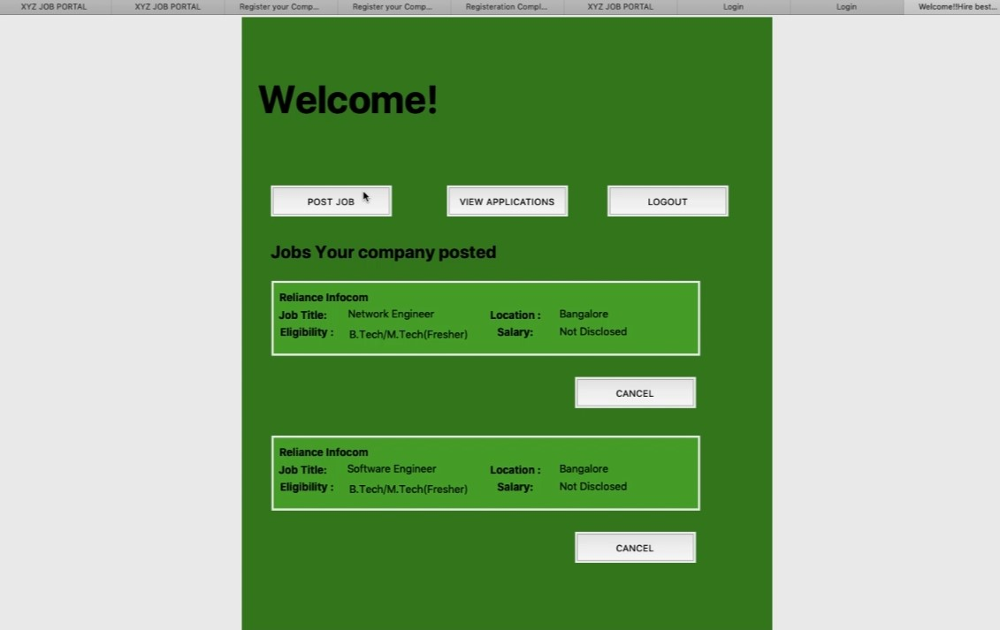 XYZ JOB PORTAL XYZ JOB PORTAL Register your Comp... Register your Comp... Registeration Compl... XYZ JOB PORTAL Login Login Welcome!!Hire best...
Welcome!
POST JOB VIEW APPLICATIONS LOGOUT
Jobs Your company posted
Reliance Infocom
Job Title: Network Engineer Location : Bangalore
Eligibility : B.Tech/M.Tech(Fresher) Salary: Not Disclosed
CANCEL
Reliance Infocom
Job Title: Software Engineer Location : Bangalore
Eligibility : B.Tech/M.Tech(Fresher) Salary: Not Disclosed
CANCEL